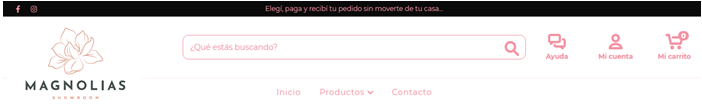 Elegí, paga y recibí tu pedido sin moverte de tu casa...
MAGNOLIAS
SHOWROOM
¿Qué estás buscando?
Ayuda
Mi cuenta
0
Mi carrito
Inicio
Productos
Contacto